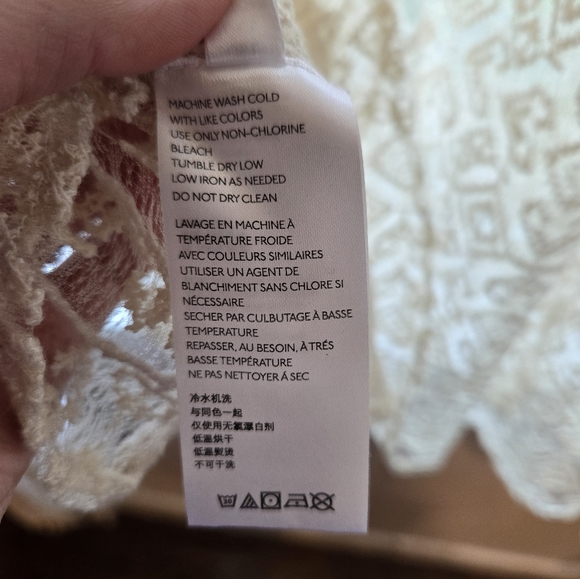 MACHINE WASH COLD
WITH LIKE COLORS
USE ONLY NON-CHLORINE
BLEACH
TUMBLE DRY LOW
LOW IRON AS NEEDED
DO NOT DRY CLEAN
LAVAGE EN MACHINE À
TEMPÉRATURE FROIDE
AVEC COULEURS SIMILAIRES
UTILISER UN AGENT DE
BLANCHIMENT SANS CHLORE SI
NÉCESSAIRE
SECHER PAR CULBUTAGE À BASSE
TEMPERATURE
REPASSER, AU BESOIN, À TRÉS
BASSE TEMPÉRATURE
NE PAS NETTOYER Á SEC
冷水机洗
与同色一起
仅使用无氯漂白剂
低温烘干
低温熨烫
不可干洗
30